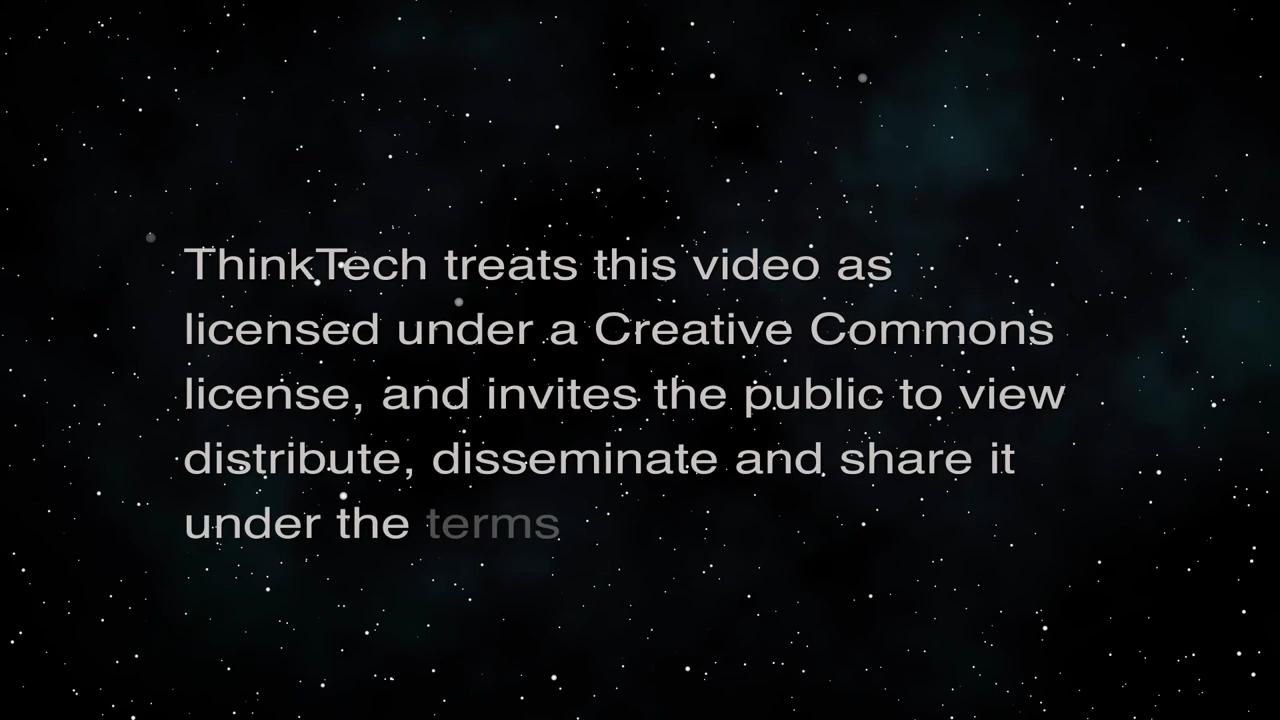 ThinkTech treats this video as
licensed under a Creative Commons
license, and invites the public to view
distribute, disseminate and share it
under the terms